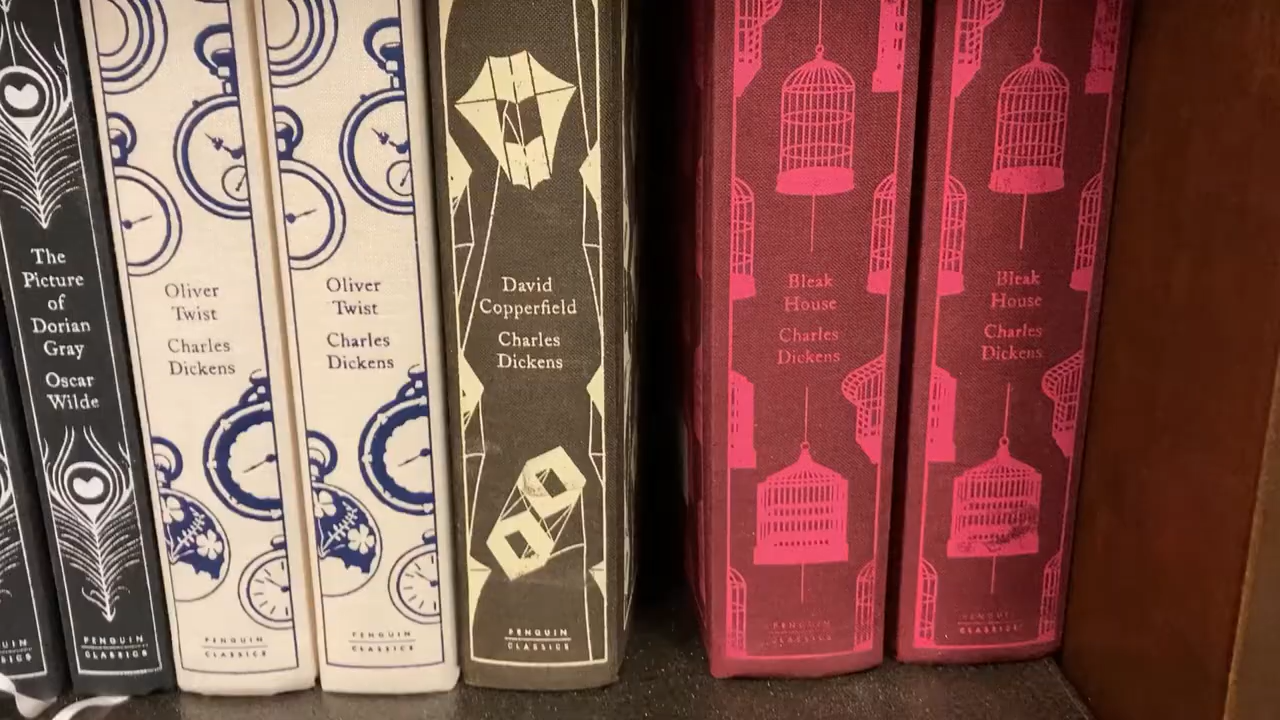 UIN
SSICS
The
Picture
of
Dorian
Gray
Oscar
Wilde
PENGUIN
CLASSICS
Oliver
Twist
Charles
Dickens
PENGUIN
CLASSICS
Oliver
Twist
Charles
Dickens
PENGUIN
CLASSICS
David
Copperfield
Charles
Dickens
PENGUIN
CLASSICS
Bleak
House
Charles
Dickens
PENGUIN
CLASSICS
Bleak
House
Charles
Dickens
PENGUIN
CLASSICS